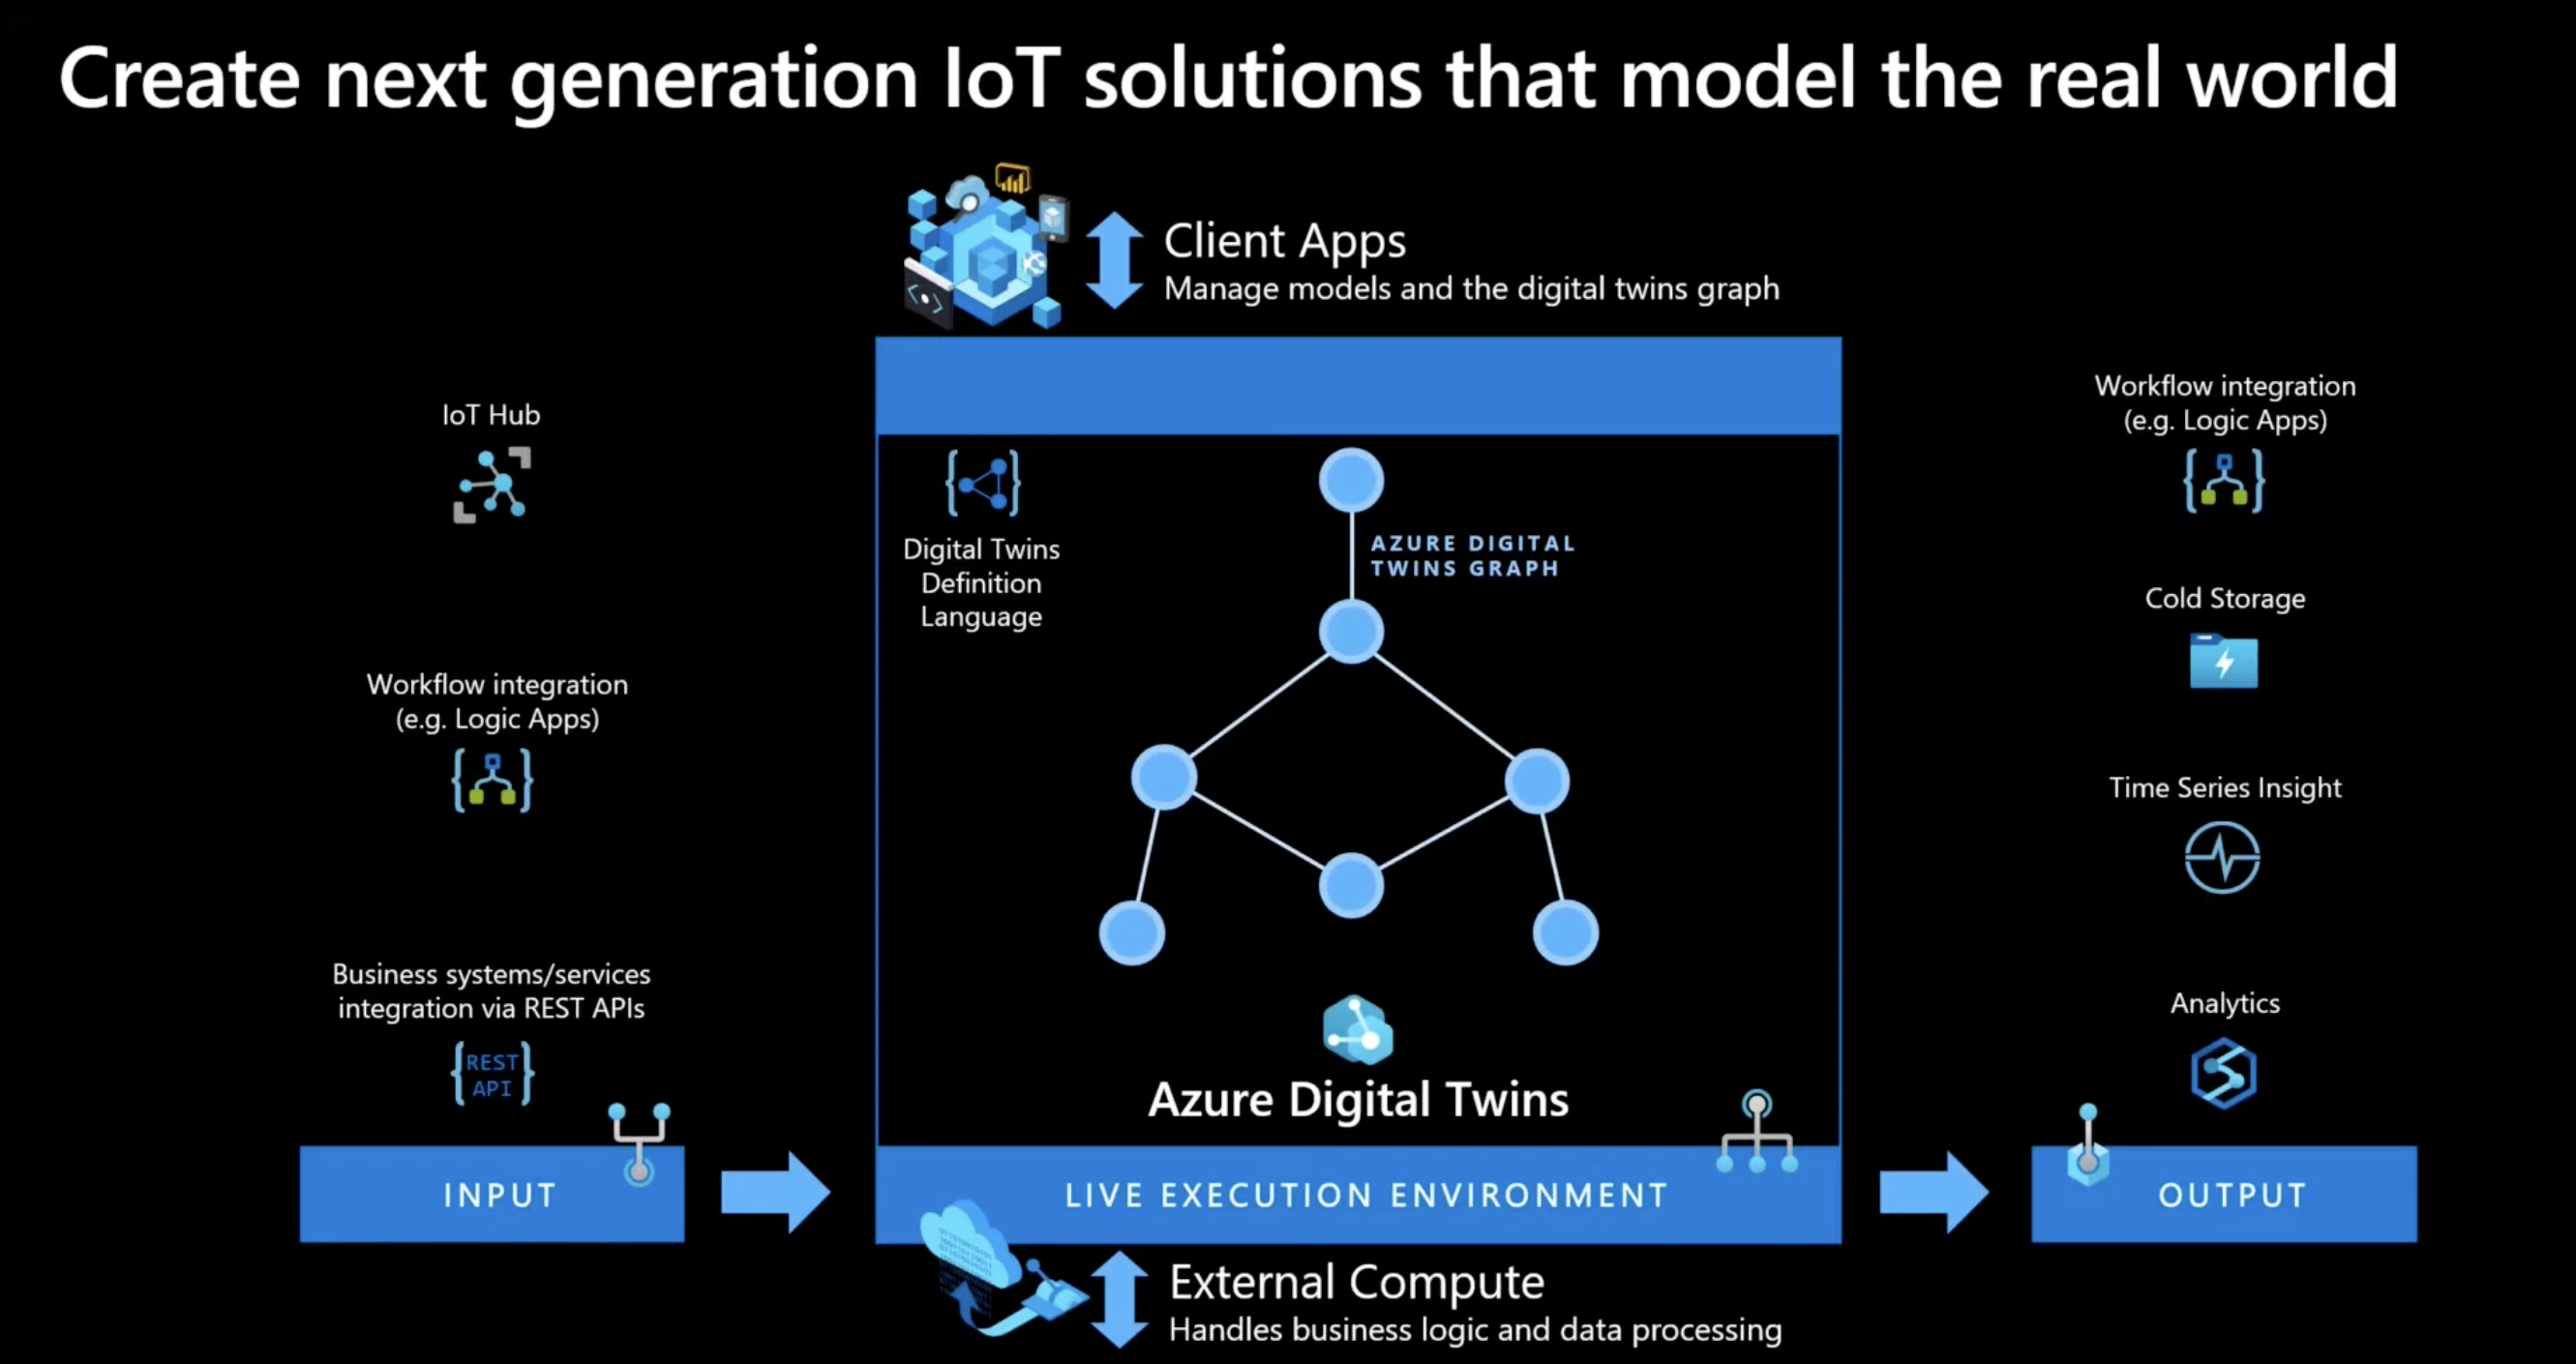 Create next generation IoT solutions that model the real world
Client Apps
Manage models and the digital twins graph
IoT Hub
Workflow integration
(e.g. Logic Apps)
Business systems/services
integration via REST APIs
REST
API
INPUT
Digital Twins
Definition
Language
AZURE DIGITAL
TWINS GRAPH
Azure Digital Twins
LIVE EXECUTION ENVIRONMENT
External Compute
Handles business logic and data processing
Workflow integration
(e.g. Logic Apps)
Cold Storage
Time Series Insight
Analytics
OUTPUT